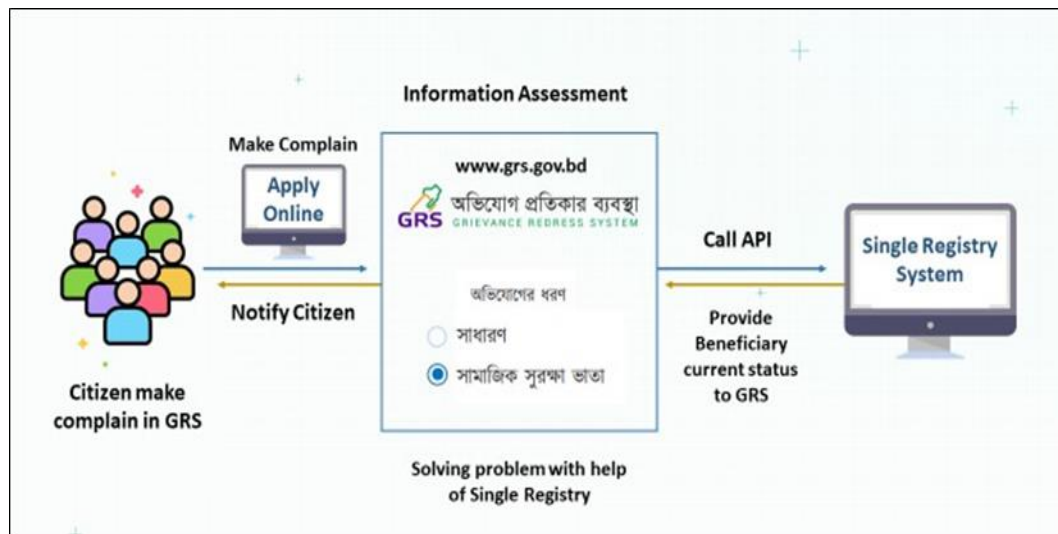 Information Assessment
Make Complain
Apply
Online
www.grs.gov.bd
GRS
অভিযোগ প্রতিকার ব্যবস্থা
GRIEVANCE REDRESS SYSTEM
অভিযোগের ধরণ
সাধারণ
সামাজিক সুরক্ষা ভাতা
Call API
Single Registry
System
Notify Citizen
Provide
Beneficiary
current status
to GRS
Citizen make
complain in GRS
Solving problem with help
of Single Registry